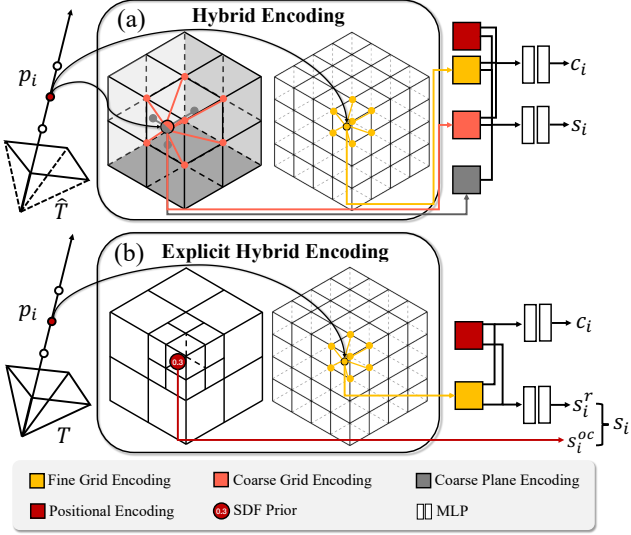 (a) Hybrid Encoding
p_i
c_i
s_i
T̂
(b) Explicit Hybrid Encoding
p_i
0.3
c_i
s_i^r
s_i
s_i^{oc}
T
Fine Grid Encoding
Coarse Grid Encoding
Coarse Plane Encoding
Positional Encoding
0.3 SDF Prior
MLP